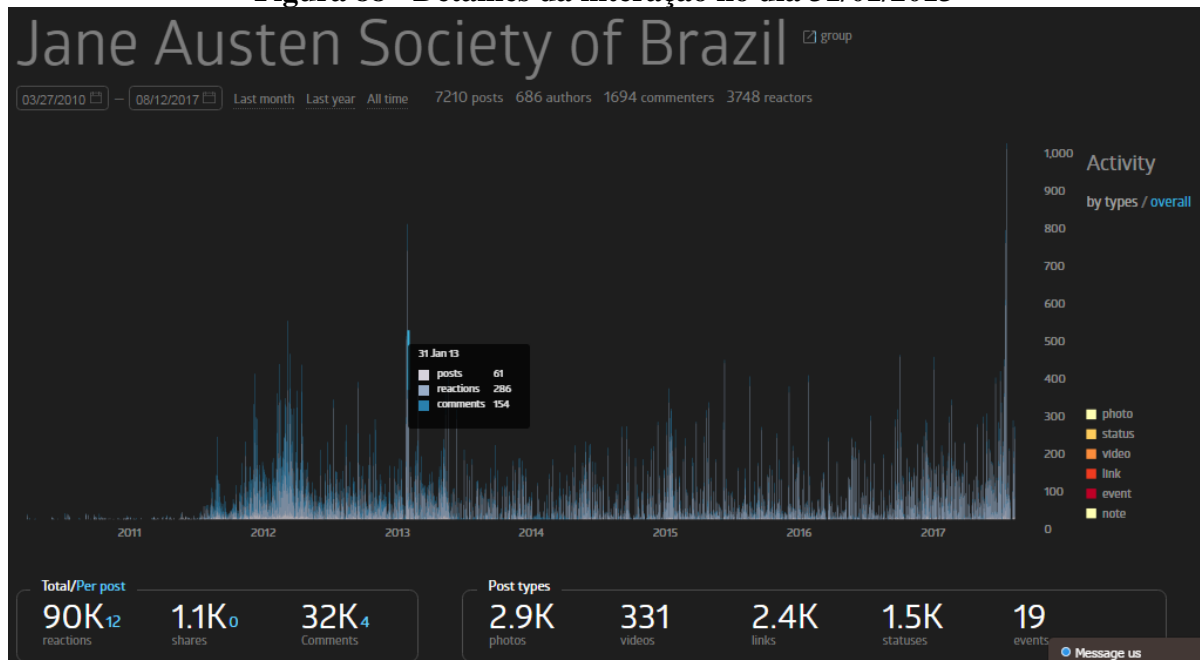 Jane Austen Society of Brazil group
03/27/2010 – 08/12/2017 Last month Last year All time 7210 posts 686 authors 1694 commenters 3748 reactors
1,000
Activity
900
by types / overall
800
700
600
500
31 Jan 13
posts 61
reactions 286
comments 154
400
300
photo
status
200
video
link
100
event
note
0
2011 2012 2013 2014 2015 2016 2017
Total/Per post
90K 12
reactions
1.1K 0
shares
32K 4
Comments
Post types
2.9K
photos
331
videos
2.4K
links
1.5K
statuses
19
events
Message us